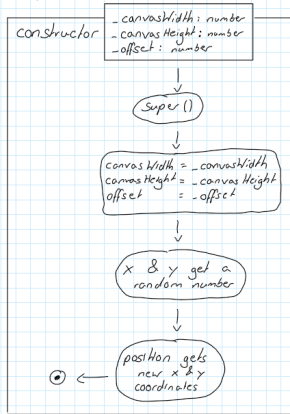 _canvasWidth : number
constructor
_canvasHeight : number
_offset : number
super()
canvasWidth = _canvasWidth
canvasHeight = _canvasHeight
offset = _offset
x & y get a
random number
position gets
new x & y
coordinates